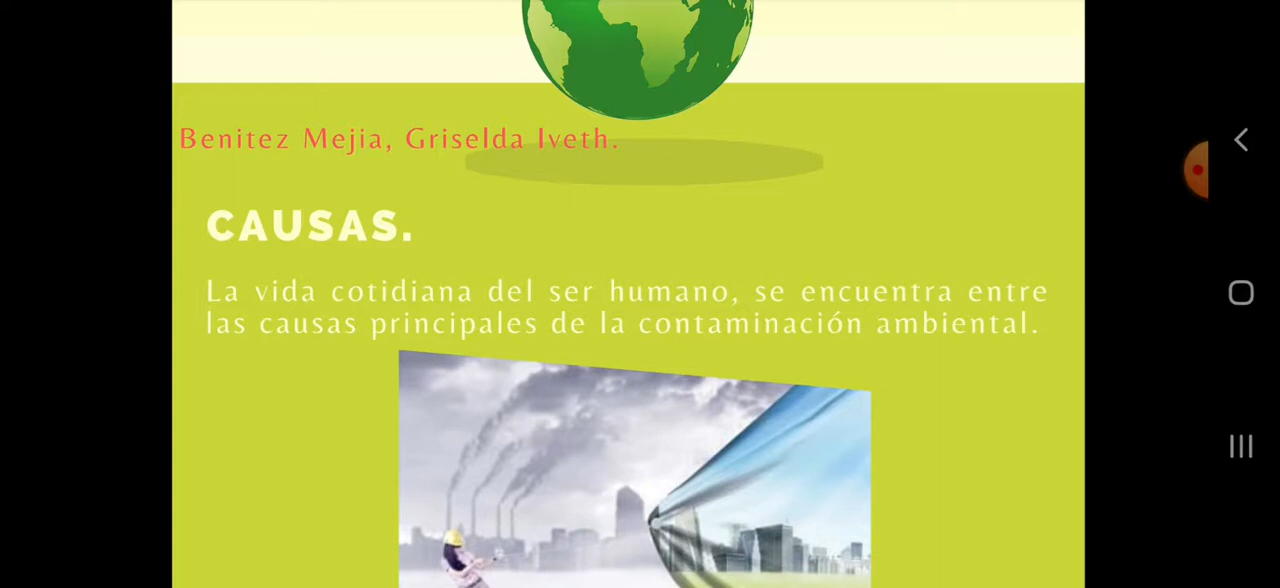 Benitez Mejia, Griselda Iveth.
CAUSAS.
La vida cotidiana del ser humano, se encuentra entre
las causas principales de la contaminación ambiental.